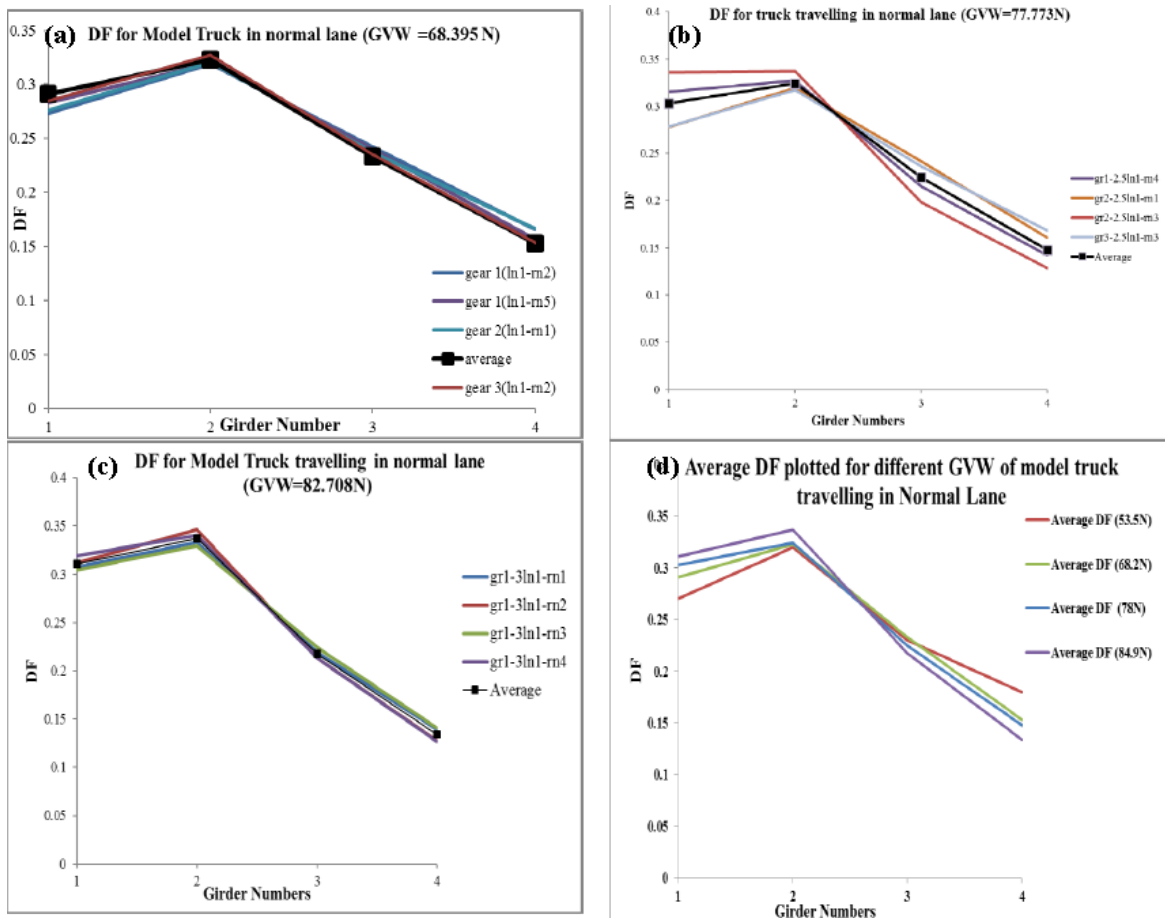 (a) DF for Model Truck in normal lane (GVW =68.395 N)
0.35
0.3
0.25
0.2
0.15
0.1
0.05
0
DF
gear 1(ln1-rn2)
gear 1(ln1-rn5)
gear 2(ln1-rn1)
average
gear 3(ln1-rn2)
1 2 3 4
Girder Number
(b) DF for truck travelling in normal lane (GVW=77.773N)
0.4
0.35
0.3
0.25
0.2
0.15
0.1
0.05
0
DF
gr1-2.5ln1-rn4
gr2-2.5ln1-rn1
gr2-2.5ln1-rn3
gr3-2.5ln1-rn3
Average
1 2 3 4
Girder Numbers
(c) DF for Model Truck travelling in normal lane
(GVW=82.708N)
0.4
0.35
0.3
0.25
0.2
0.15
0.1
0.05
0
DF
gr1-3ln1-rn1
gr1-3ln1-rn2
gr1-3ln1-rn3
gr1-3ln1-rn4
Average
1 2 3 4
Girder Numbers
(d) Average DF plotted for different GVW of model truck
travelling in Normal Lane
0.35
0.3
0.25
0.2
0.15
0.1
0.05
0
DF
Average DF (53.5N)
Average DF (68.2N)
Average DF (78N)
Average DF (84.9N)
1 2 3 4
Girder Numbers